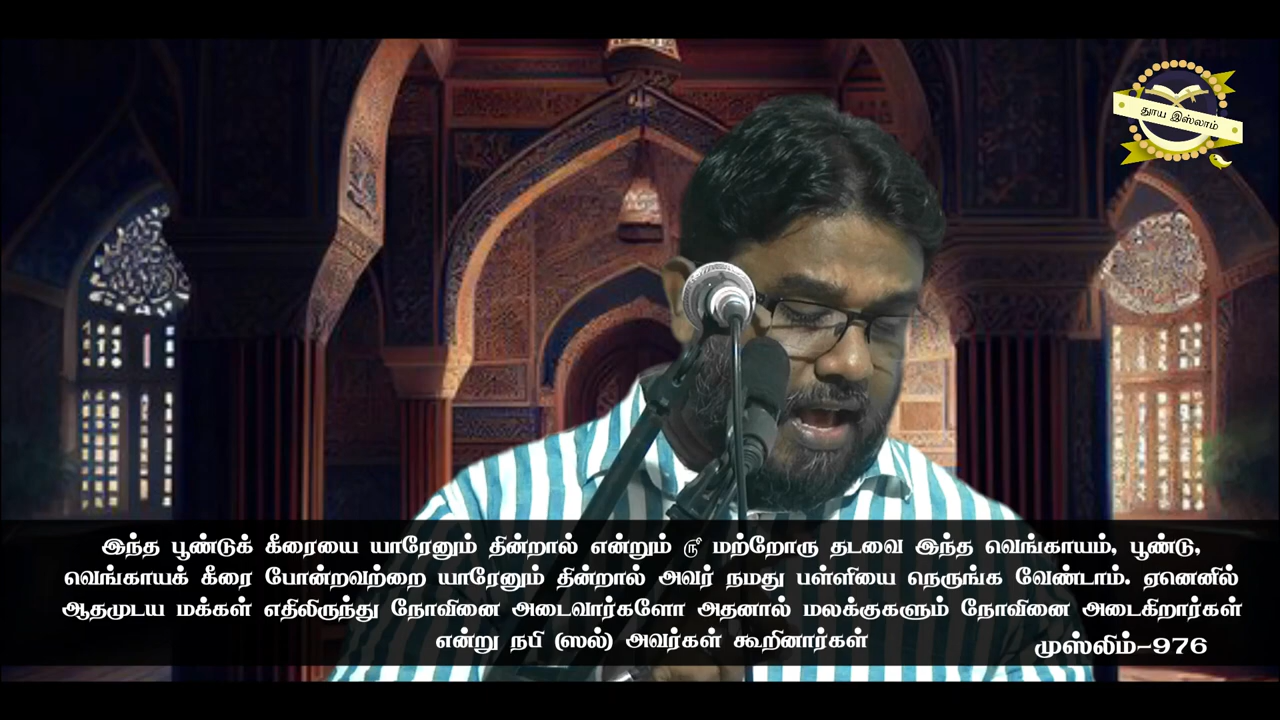 தூய இஸ்லாம்
இந்த பூண்டுக் கீரையை யாரேனும் தின்றால் என்றும் ௵ மற்றோரு தடவை இந்த வெங்காயம், பூண்டு,
வெங்காயக் கீரை போன்றவற்றை யாரேனும் தின்றால் அவர் நமது பள்ளியை நெருங்க வேண்டாம். ஏனெனில்
ஆதமுடய மக்கள் எதிலிருந்து நோவினை அடைவார்களோ அதனால் மலக்குகளும் நோவினை அடைகிறார்கள்
என்று நபி (ஸல்) அவர்கள் கூறினார்கள் முஸ்லிம்-976